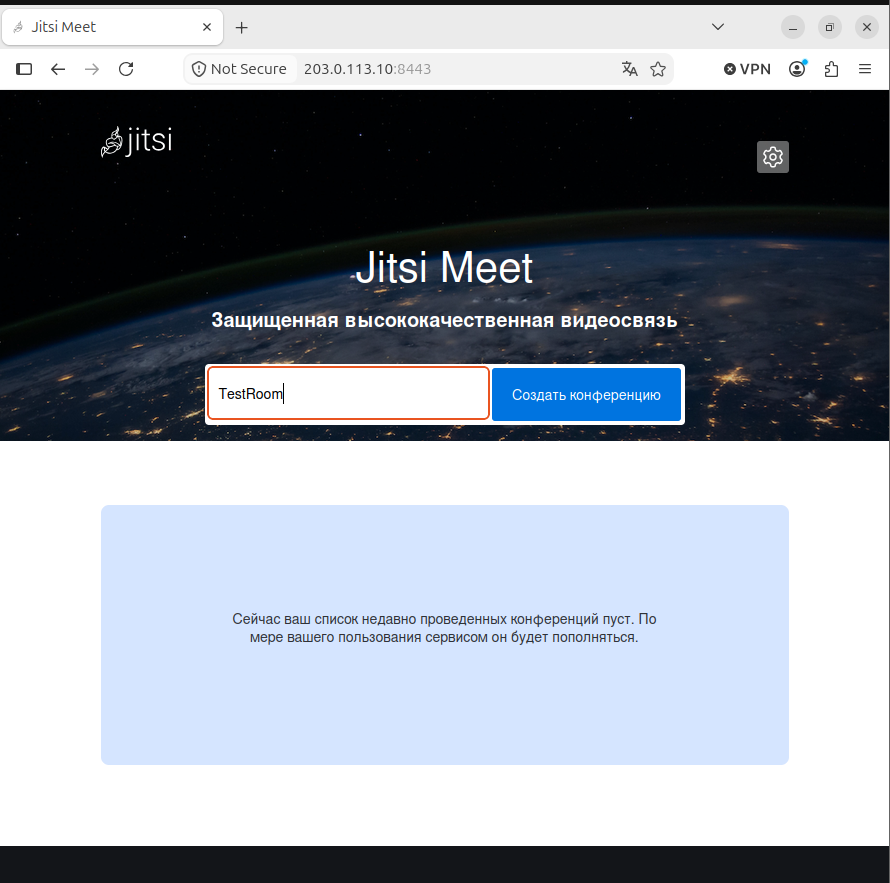 Jitsi Meet
Not Secure 203.0.113.10:8443 VPN
jitsi
Jitsi Meet
Защищенная высококачественная видеосвязь
TestRoom Создать конференцию
Сейчас ваш список недавно проведенных конференций пуст. По
мере вашего пользования сервисом он будет пополняться.